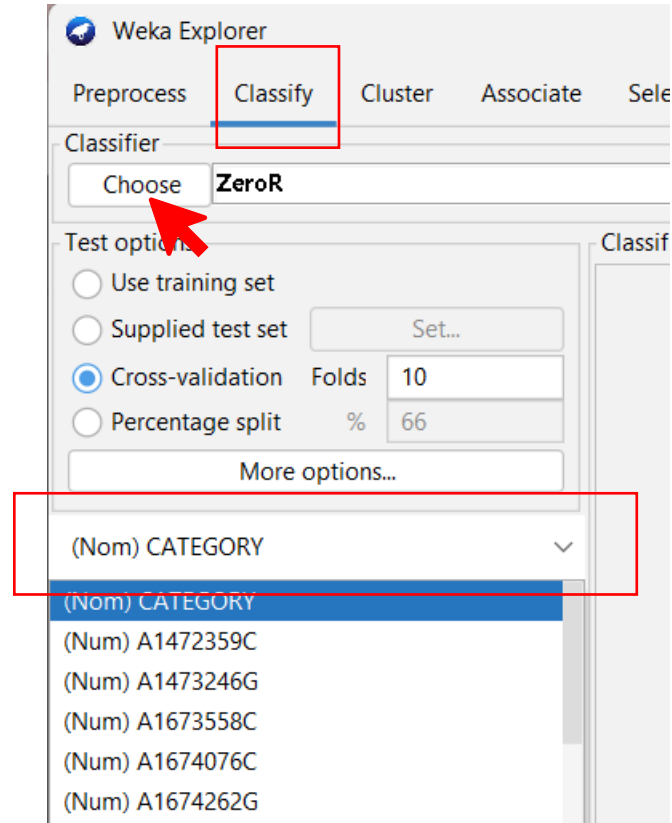 Weka Explorer
Preprocess Classify Cluster Associate Sele
Classifier
Choose ZeroR
Test options Classif
Use training set
Supplied test set Set...
Cross-validation Folds 10
Percentage split % 66
More options...
(Nom) CATEGORY
(Nom) CATEGORY
(Num) A1472359C
(Num) A1473246G
(Num) A1673558C
(Num) A1674076C
(Num) A1674262G